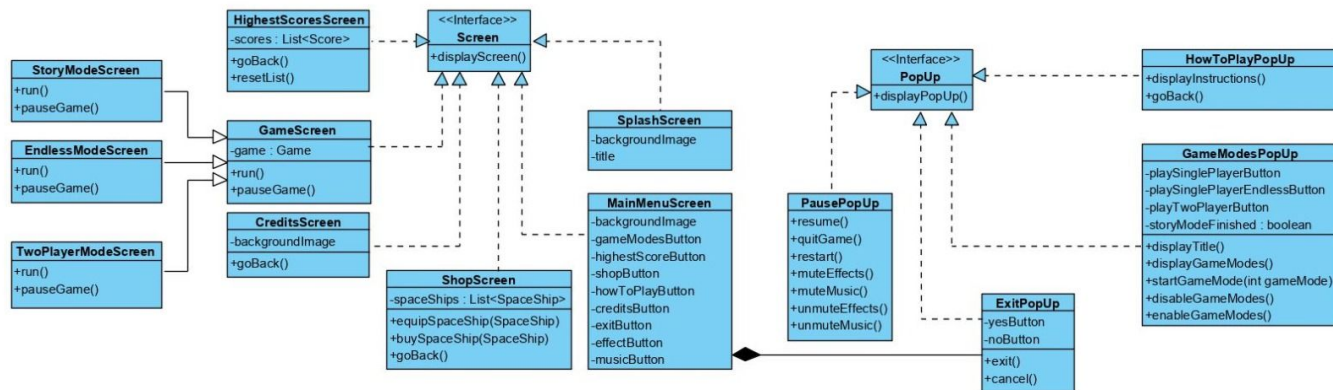 HighestScoresScreen
-scores : List<Score>
+goBack()
+resetList()
<<Interface>>
Screen
+displayScreen()
<<Interface>>
PopUp
+displayPopUp()
HowToPlayPopUp
+displayInstructions()
+goBack()
StoryModeScreen
+run()
+pauseGame()
EndlessModeScreen
+run()
+pauseGame()
TwoPlayerModeScreen
+run()
+pauseGame()
GameScreen
-game : Game
+run()
+pauseGame()
CreditsScreen
-backgroundImage
+goBack()
SplashScreen
-backgroundImage
-title
ShopScreen
-spaceShips : List<SpaceShip>
+equipSpaceShip(SpaceShip)
+buySpaceShip(SpaceShip)
+goBack()
MainMenuScreen
-backgroundImage
-gameModesButton
-highestScoreButton
-shopButton
-howToPlayButton
-creditsButton
-exitButton
-effectButton
-musicButton
PausePopUp
+resume()
+quitGame()
+restart()
+muteEffects()
+muteMusic()
+unmuteEffects()
+unmuteMusic()
GameModesPopUp
-playSinglePlayerButton
-playSinglePlayerEndlessButton
-playTwoPlayerButton
-storyModeFinished : boolean
+displayTitle()
+displayGameModes()
+startGameMode(int gameMode)
+disableGameModes()
+enableGameModes()
ExitPopUp
-yesButton
-noButton
+exit()
+cancel()